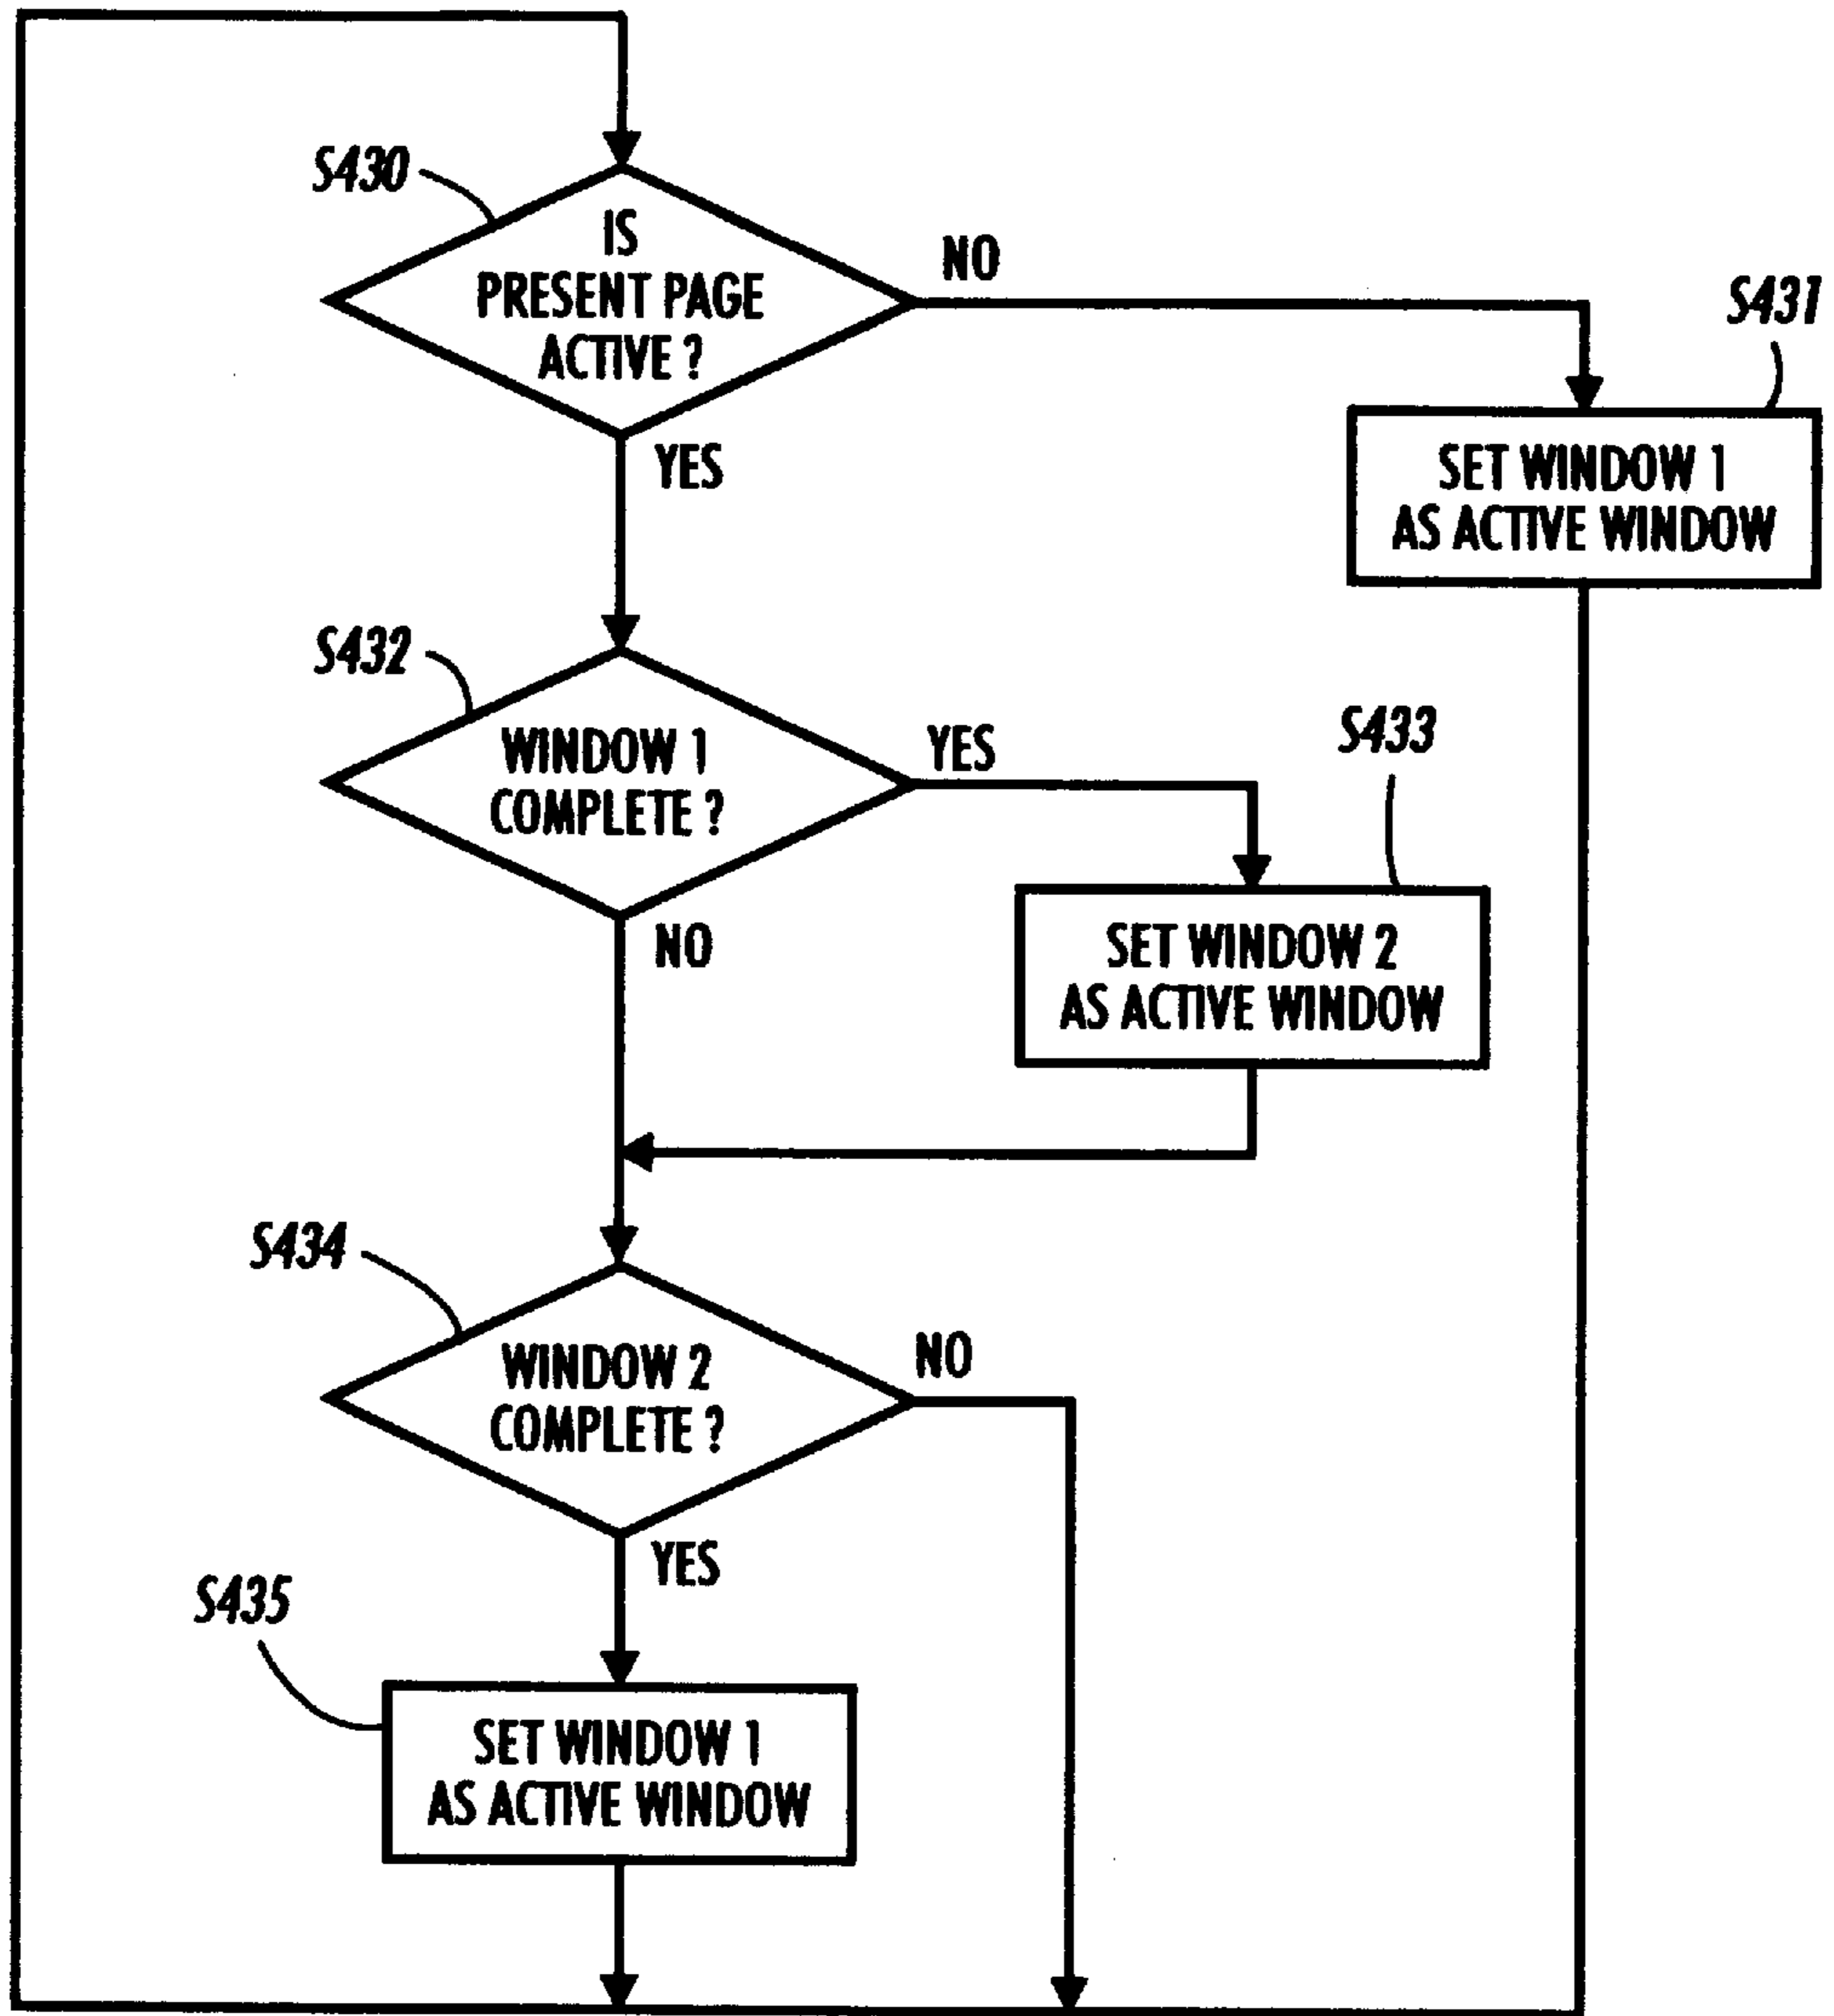 S430
IS
PRESENT PAGE
ACTIVE ?
NO
S431
YES
SET WINDOW 1
AS ACTIVE WINDOW
S432
WINDOW 1
COMPLETE ?
YES
S433
NO
SET WINDOW 2
AS ACTIVE WINDOW
S434
WINDOW 2
COMPLETE ?
NO
YES
S435
SET WINDOW 1
AS ACTIVE WINDOW